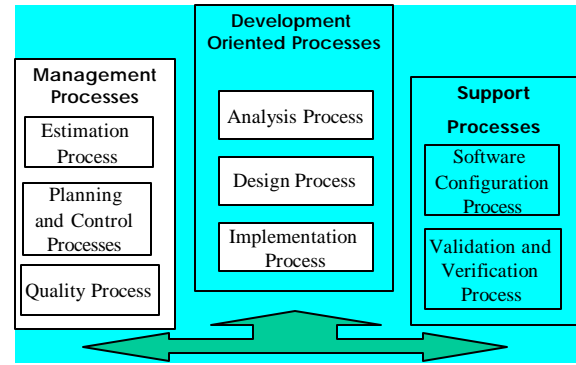 Management
Processes
Estimation
Process
Planning
and Control
Processes
Quality Process
Development
Oriented Processes
Analysis Process
Design Process
Implementation
Process
Support
Processes
Software
Configuration
Process
Validation and
Verification
Process